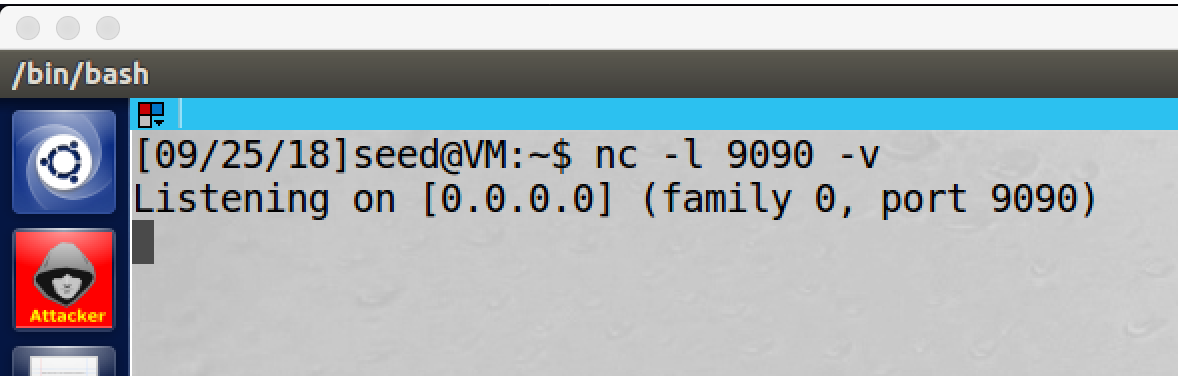 /bin/bash
[09/25/18]seed@VM:~$ nc -l 9090 -v
Listening on [0.0.0.0] (family 0, port 9090)
Attacker